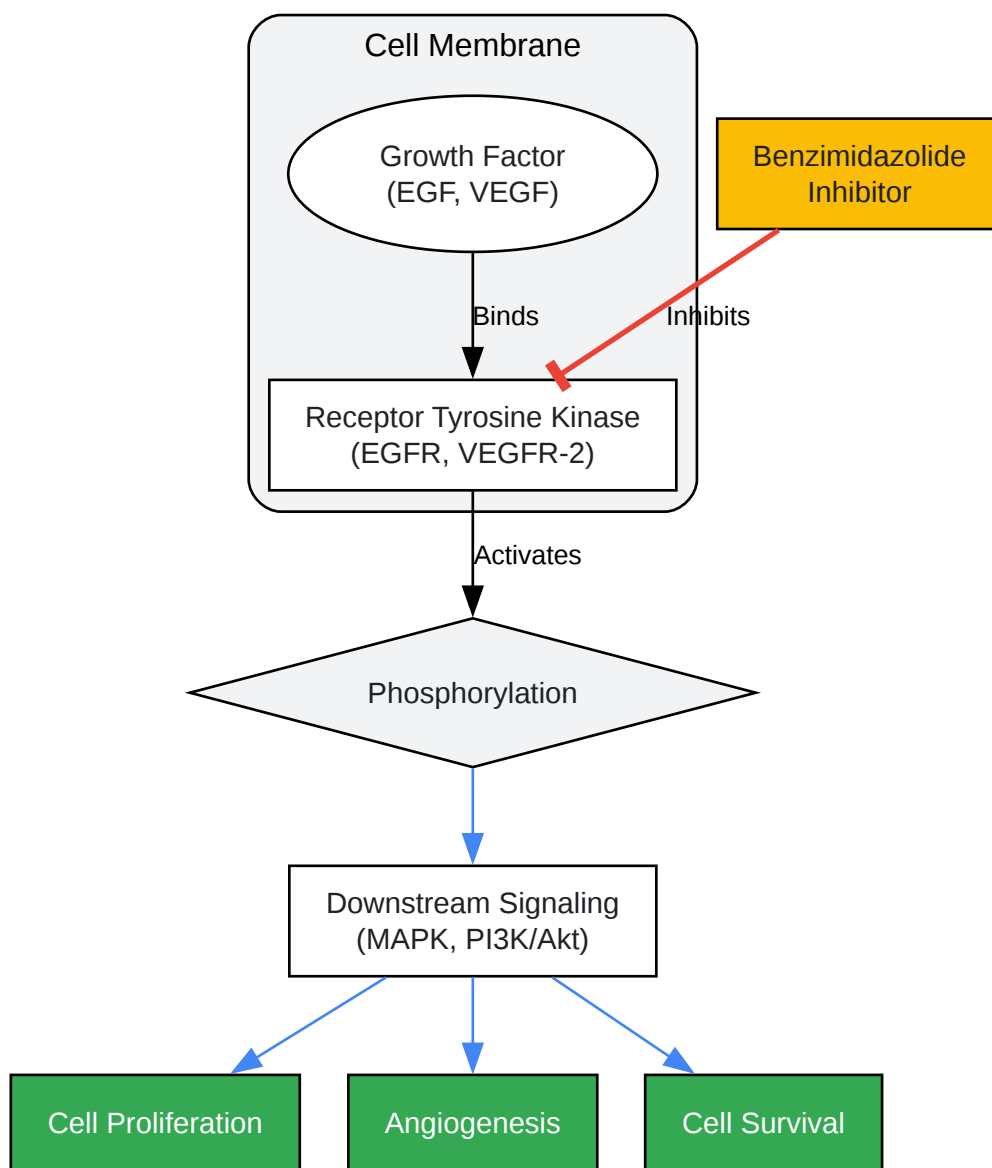 Cell Membrane
Growth Factor
(EGF, VEGF)
Benzimidazolide
Inhibitor
Binds
Inhibits
Receptor Tyrosine Kinase
(EGFR, VEGFR-2)
Activates
Phosphorylation
Downstream Signaling
(MAPK, PI3K/Akt)
Cell Proliferation
Angiogenesis
Cell Survival